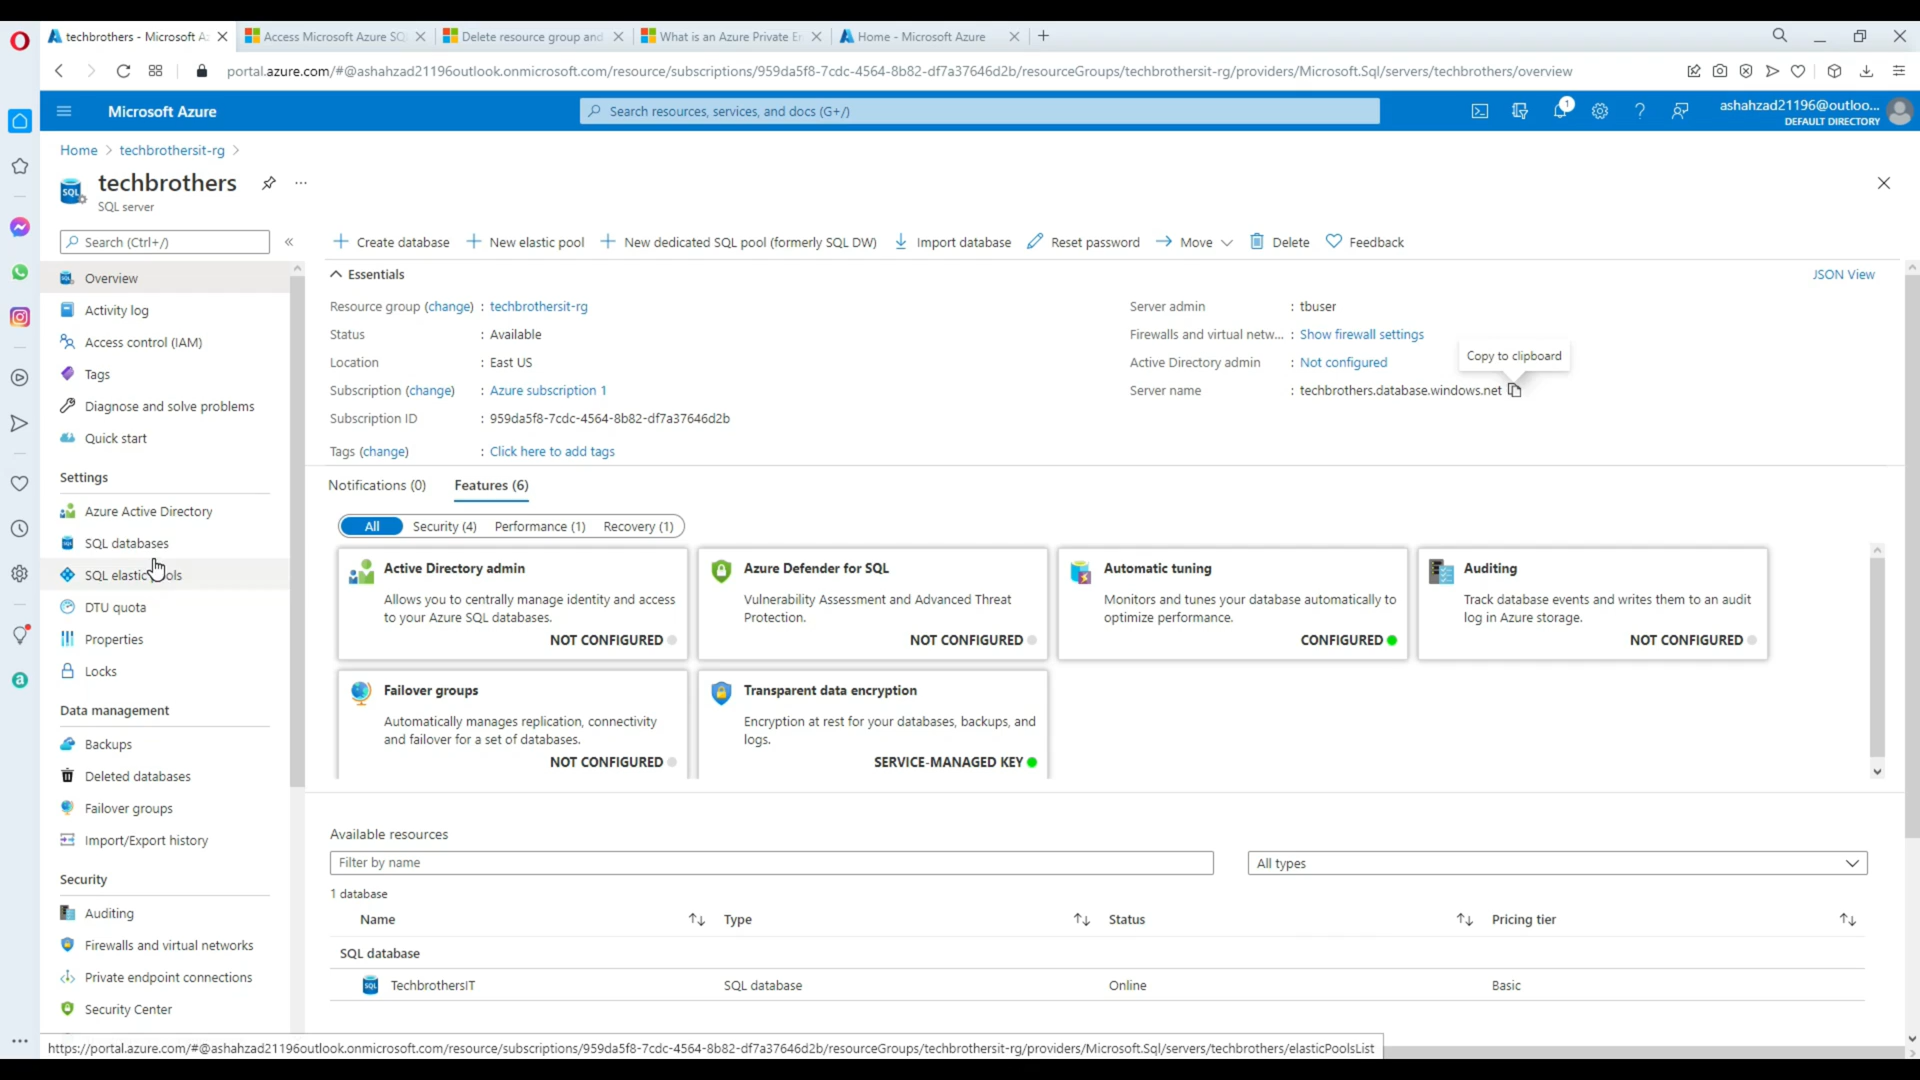 techbrothers - Microsoft A
Access Microsoft Azure SQ
Delete resource group and
What is an Azure Private En
Home - Microsoft Azure
portal.azure.com/#@ashahzad21196outlook.onmicrosoft.com/resource/subscriptions/959da5f8-7cdc-4564-8b82-df7a37646d2b/resourceGroups/techbrothersit-rg/providers/Microsoft.Sql/servers/techbrothers/overview
Microsoft Azure
Search resources, services, and docs (G+/)
1
ashahzad21196@outloo...
DEFAULT DIRECTORY
Home > techbrothersit-rg >
techbrothers
SQL server
Search (Ctrl+/)
Create database
New elastic pool
New dedicated SQL pool (formerly SQL DW)
Import database
Reset password
Move
Delete
Feedback
Overview
Activity log
Access control (IAM)
Tags
Diagnose and solve problems
Quick start
Settings
Azure Active Directory
SQL databases
DTU quota
Properties
Locks
Data management
Backups
Deleted databases
Failover groups
Import/Export history
Security
Auditing
Firewalls and virtual networks
Private endpoint connections
Security Center
Essentials
JSON View
Resource group (change) : techbrothersit-rg
Status : Available
Location : East US
Subscription (change) : Azure subscription 1
Subscription ID : 959da5f8-7cdc-4564-8b82-df7a37646d2b
Tags (change) : Click here to add tags
Server admin : tbuser
Firewalls and virtual netw... : Show firewall settings
Active Directory admin : Not configured
Server name : techbrothers.database.windows.net
Copy to clipboard
Notifications (0)
Features (6)
All
Security (4)
Performance (1)
Recovery (1)
Active Directory admin
Allows you to centrally manage identity and access
to your Azure SQL databases.
NOT CONFIGURED
Azure Defender for SQL
Vulnerability Assessment and Advanced Threat
Protection.
NOT CONFIGURED
Automatic tuning
Monitors and tunes your database automatically to
optimize performance.
CONFIGURED
Auditing
Track database events and writes them to an audit
log in Azure storage.
NOT CONFIGURED
Failover groups
Automatically manages replication, connectivity
and failover for a set of databases.
NOT CONFIGURED
Transparent data encryption
Encryption at rest for your databases, backups, and
logs.
SERVICE-MANAGED KEY
Available resources
Filter by name
All types
1 database
Name
Type
Status
Pricing tier
SQL database
TechbrothersIT
SQL database
Online
Basic
https://portal.azure.com/#@ashahzad21196outlook.onmicrosoft.com/resource/subscriptions/959da5f8-7cdc-4564-8b82-df7a37646d2b/resourceGroups/techbrothersit-rg/providers/Microsoft.Sql/servers/techbrothers/elasticPoolsList